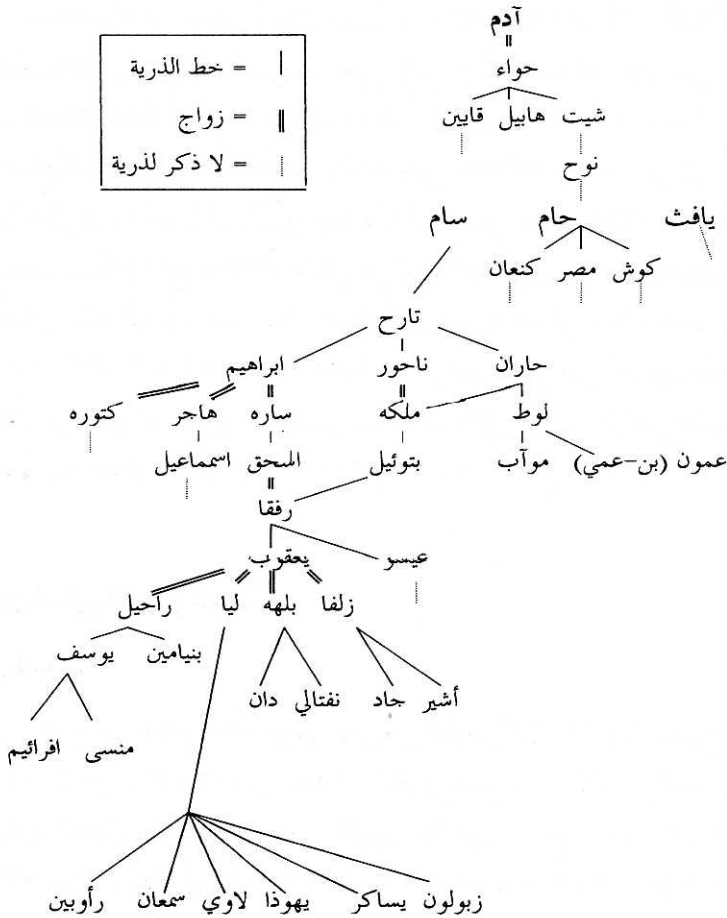 آدم
حواء
شيت هابيل قايين
نوح
يافث حام سام
كوش مصر كنعان
تارح
حاران ناحور ابراهيم
لوط ملكه ساره هاجر كتوره
عمون (بن-عمي) موآب بتوئيل اسحق اسمماعيل
رفقا
عيسو يعقوب
زلفا بلهه ليا راحيل
بنيامين يوسف
أشير جاد نفتالي دان
منسى افرائيم
زبولون يساكر يهوذا لاوي سمعان رأوبين
| = خط الذرية
|| = زواج
| = لا ذكر لذرية